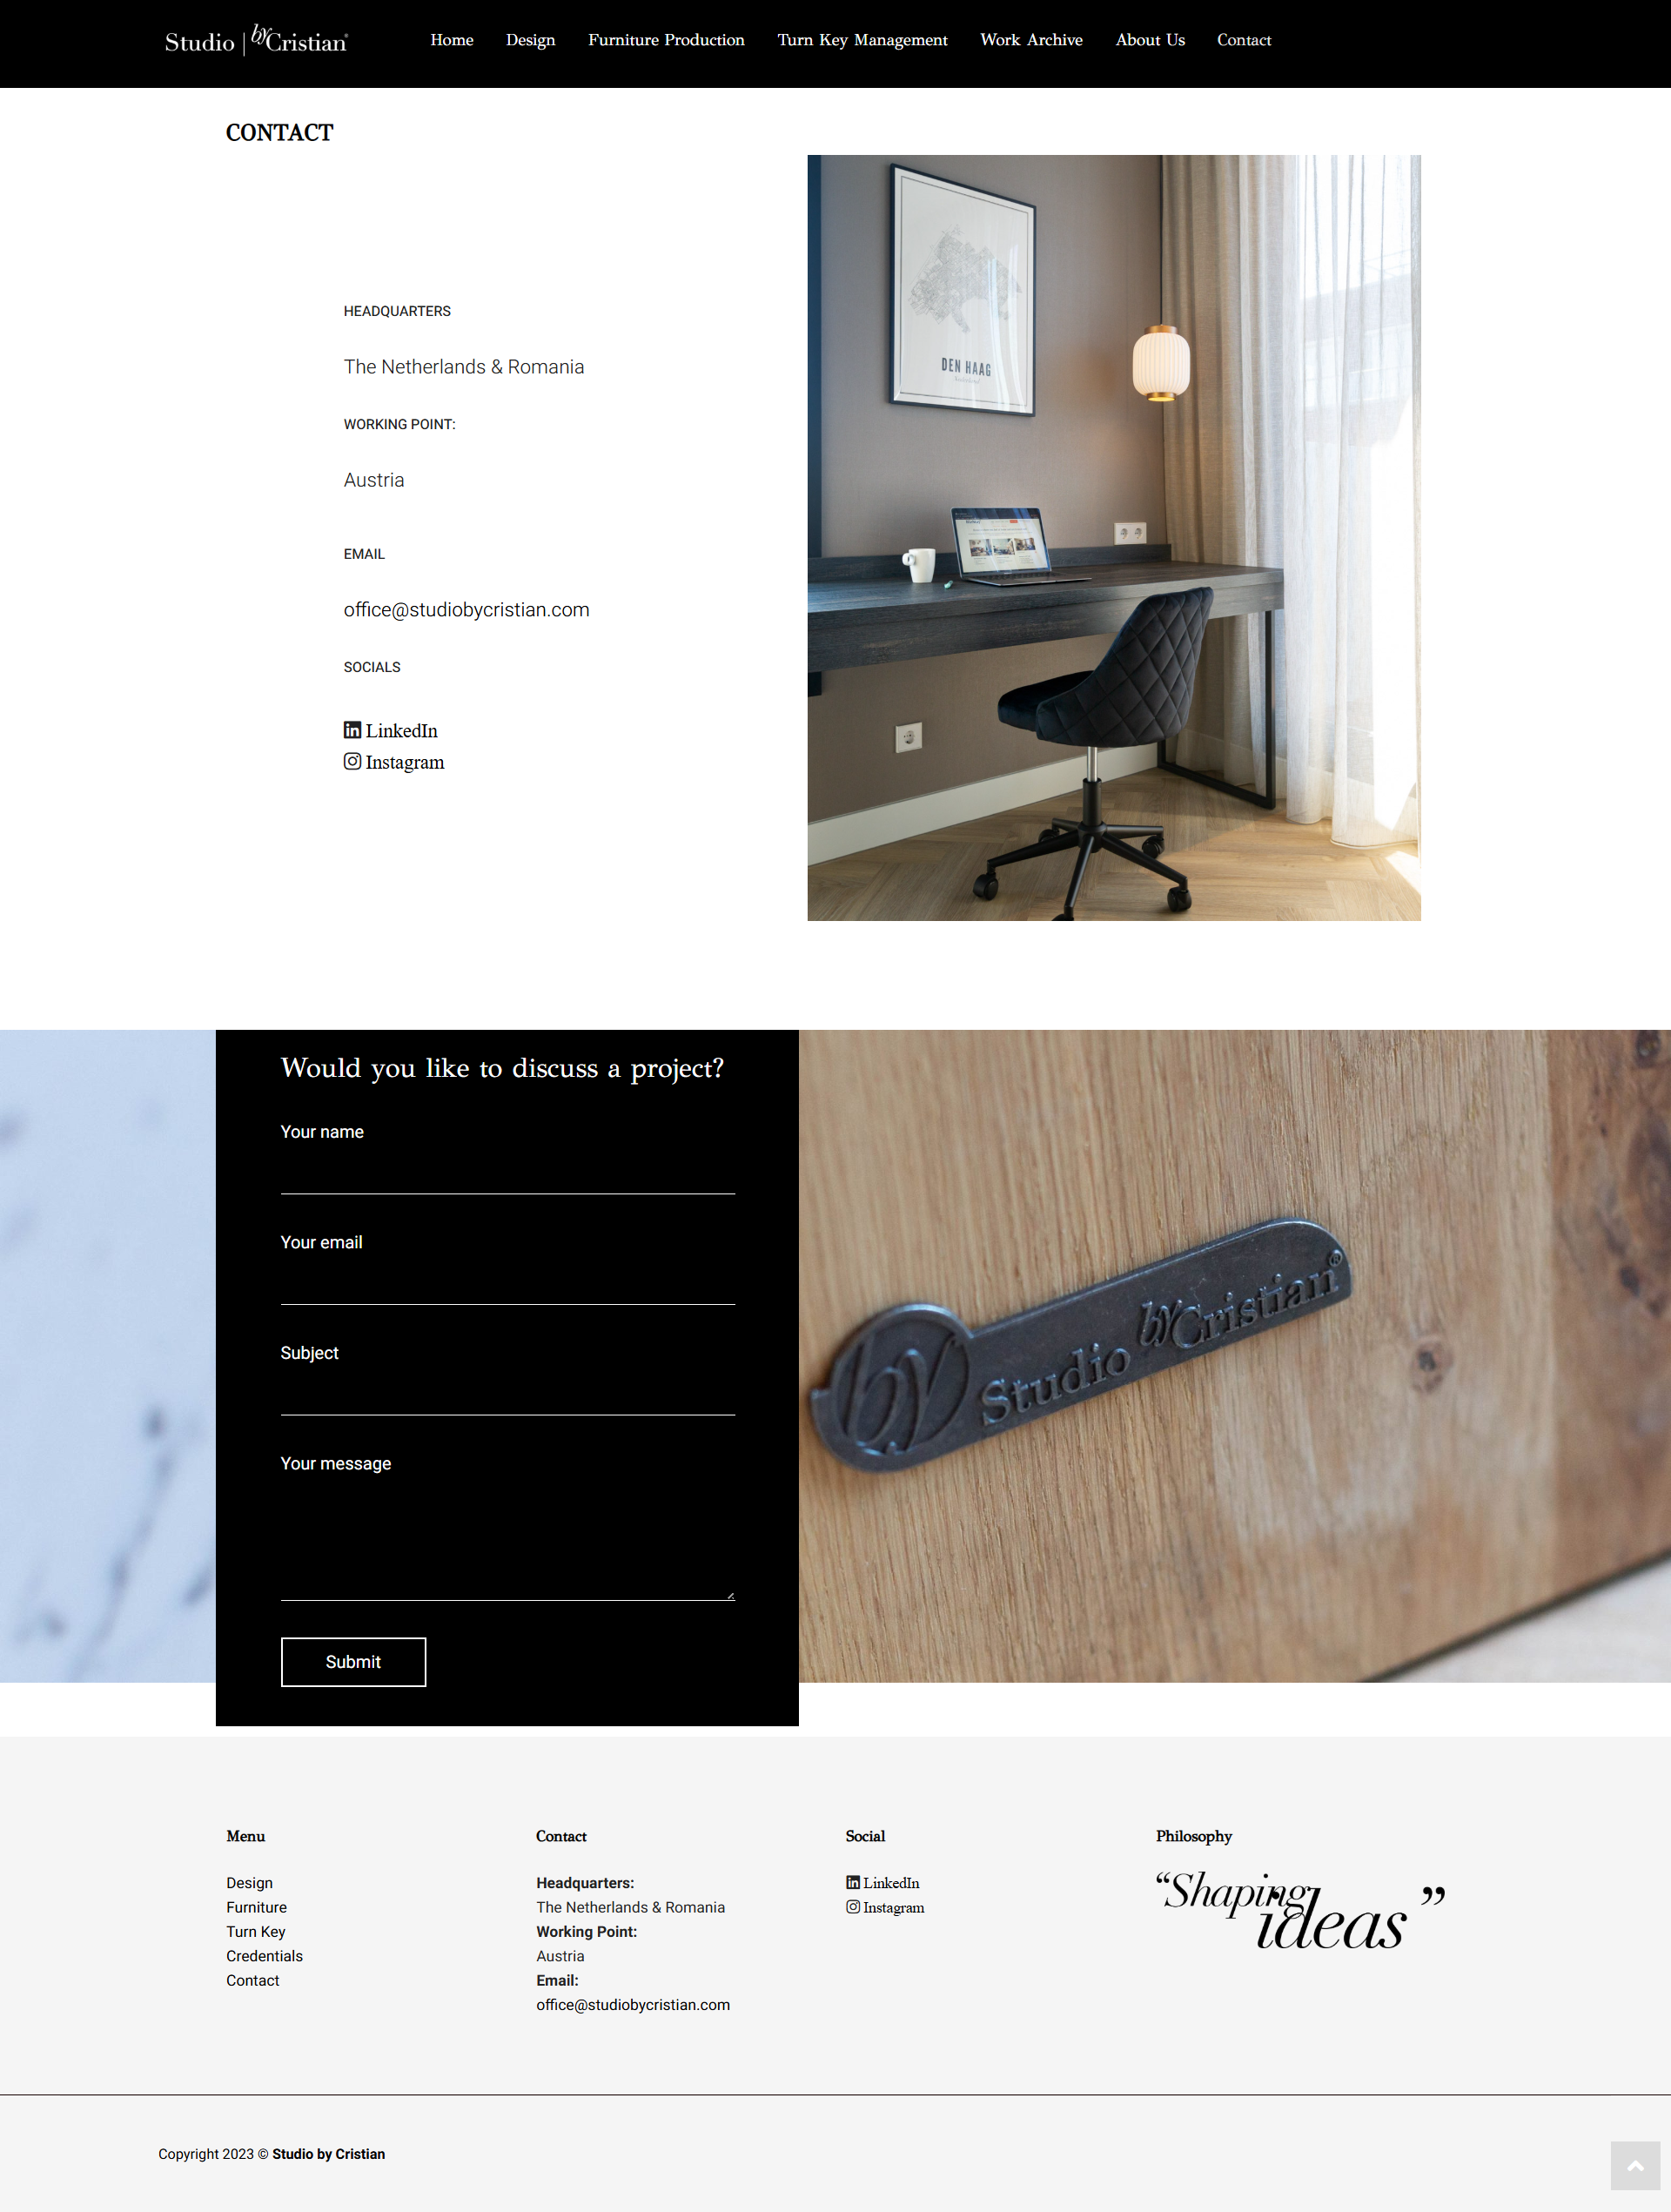 Studio | by Cristian®
Home Design Furniture Production Turn Key Management Work Archive About Us Contact
CONTACT
HEADQUARTERS
The Netherlands & Romania
WORKING POINT:
Austria
EMAIL
office@studiobycristian.com
SOCIALS
LinkedIn
Instagram
DEN HAAG
Would you like to discuss a project?
Your name
Your email
Subject
Your message
Submit
by
Studio by Cristian®
Menu
Design
Furniture
Turn Key
Credentials
Contact
Contact
Headquarters:
The Netherlands & Romania
Working Point:
Austria
Email:
office@studiobycristian.com
Social
LinkedIn
Instagram
Philosophy
“Shaping
ideas”
Copyright 2023 © Studio by Cristian